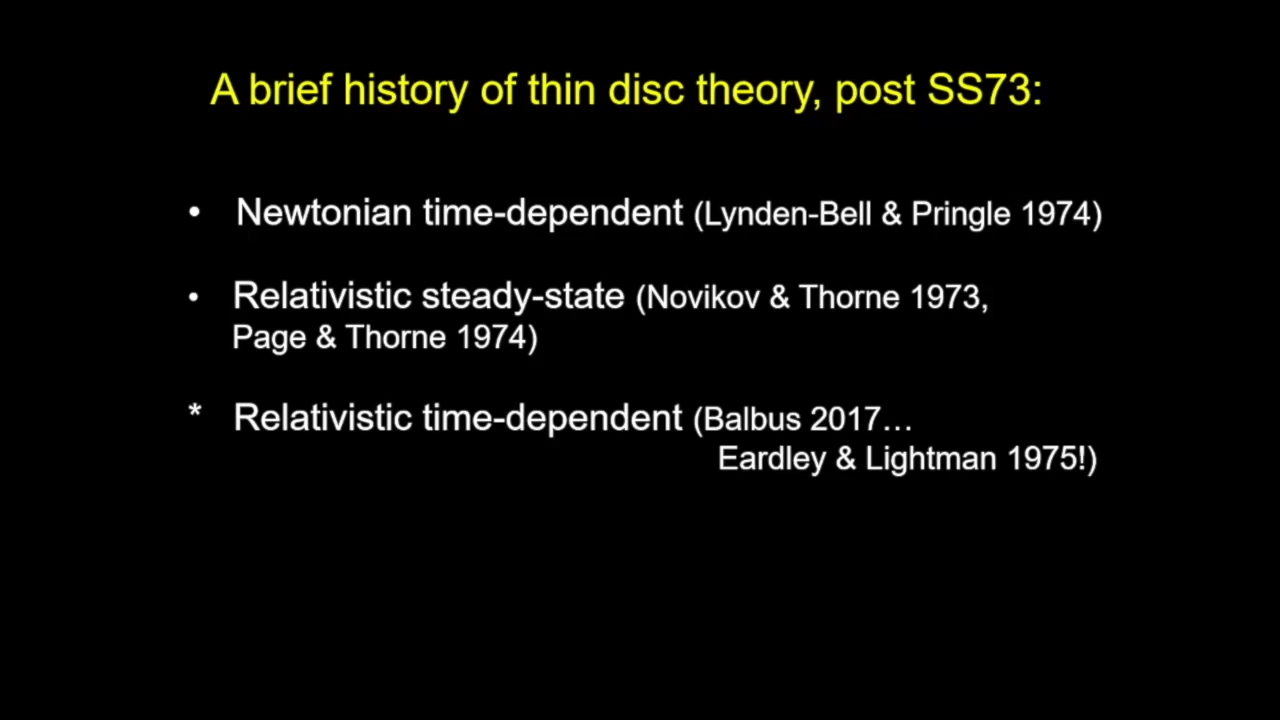 A brief history of thin disc theory, post SS73:
• Newtonian time-dependent (Lynden-Bell & Pringle 1974)
• Relativistic steady-state (Novikov & Thorne 1973,
Page & Thorne 1974)
* Relativistic time-dependent (Balbus 2017…
Eardley & Lightman 1975!)